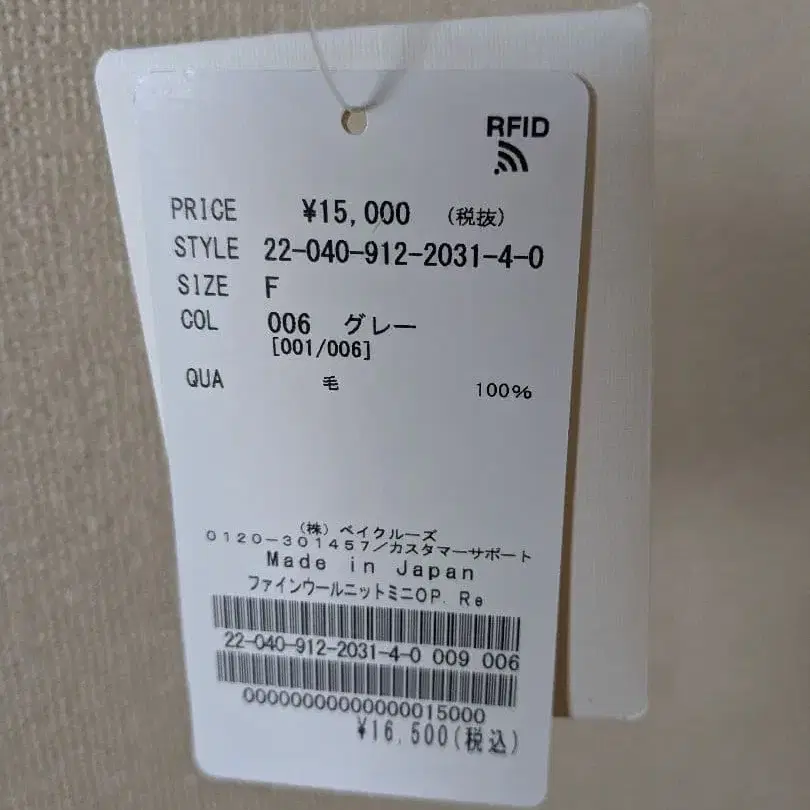 RFID
PRICE ¥15,000 (税抜)
STYLE 22-040-912-2031-4-0
SIZE F
COL 006 グレー
[001/006]
QUA 毛 100%
(株) ベイクルーズ
0120-301457/カスタマーサポート
Made in Japan
ファインウールニットミニOP. Re
22-040-912-2031-4-0 009 006
00000000000000015000
¥16,500(税込)